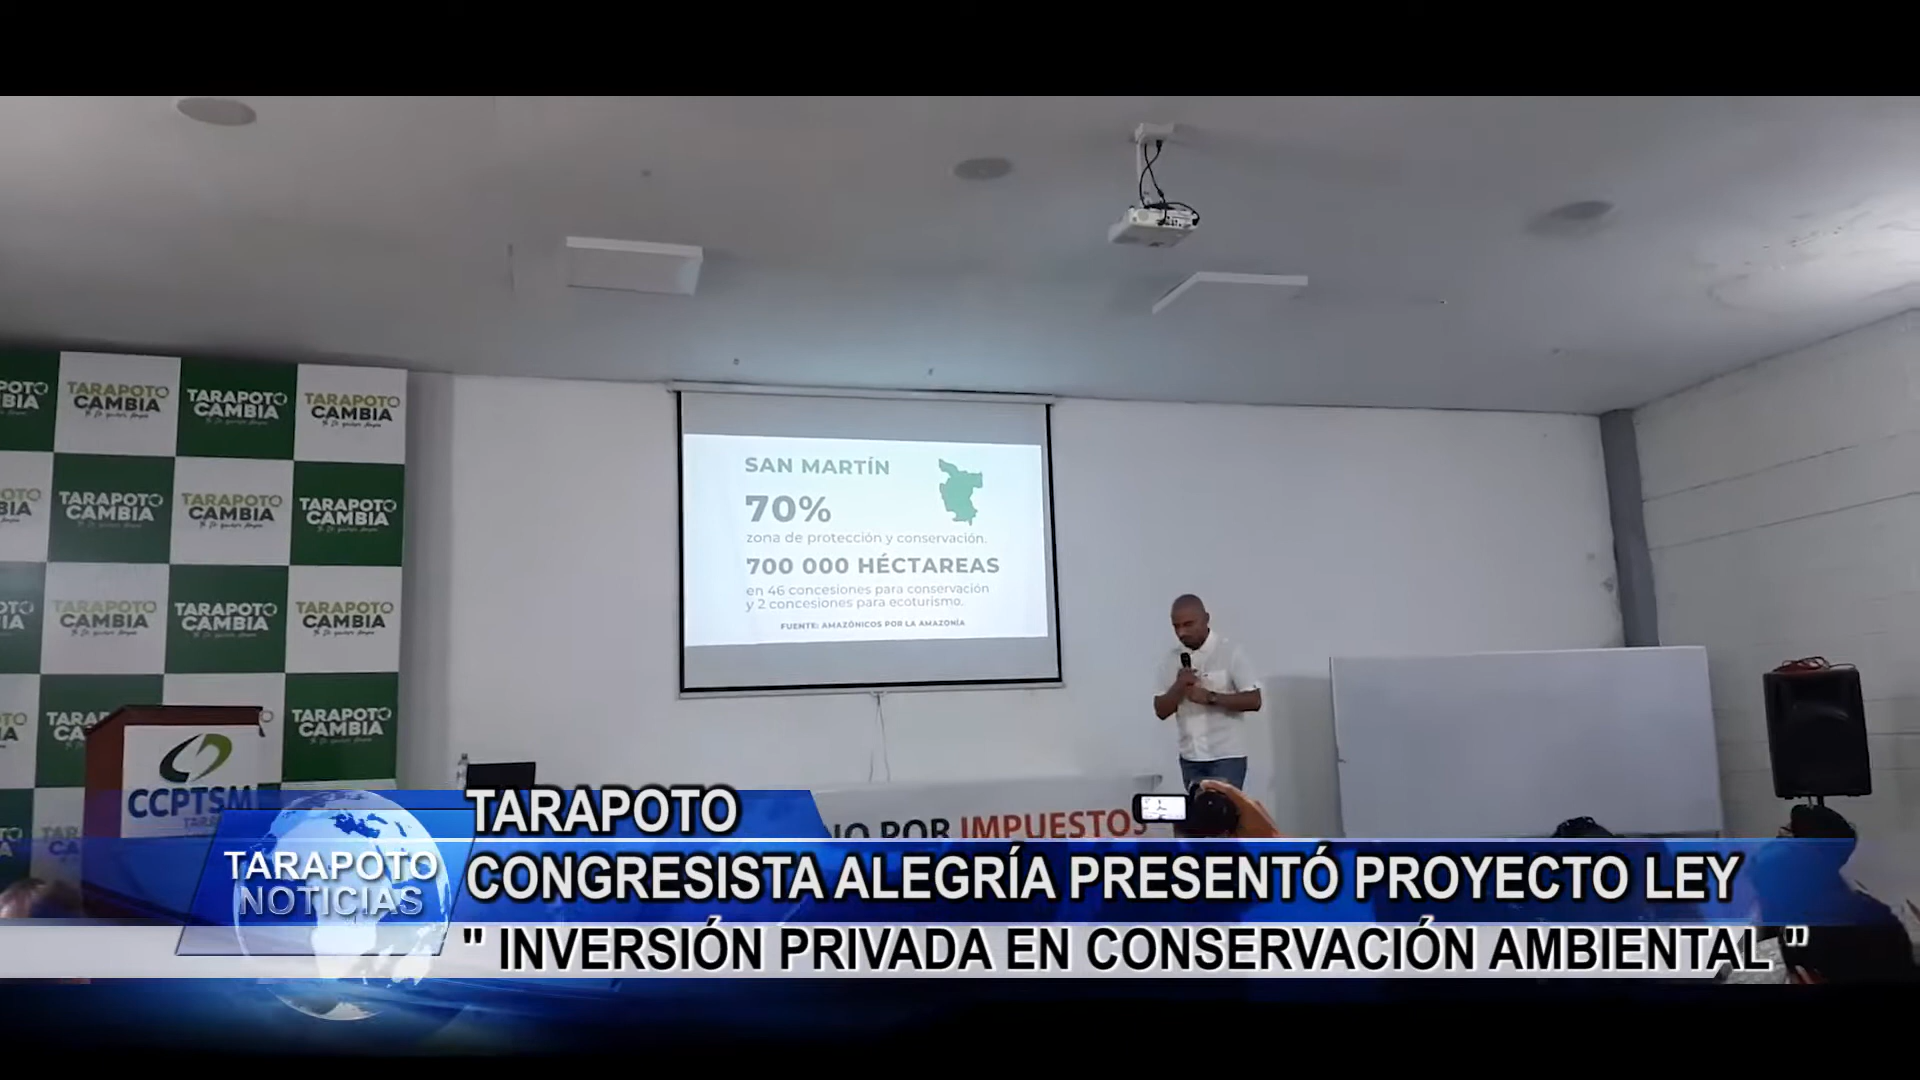 SAN MARTÍN
70%
zona de protección y conservación.
700 000 HÉCTAREAS
en 46 concesiones para conservación
y 2 concesiones para ecoturismo.
FUENTE: AMAZÓNICOS POR LA AMAZONÍA
TARAPOTO
CAMBIA
TARAPOTO
CAMBIA
TARAPOTO
CAMBIA
TARAPOTO
CAMBIA
TARAPOTO
CAMBIA
TARAPOTO
CAMBIA
TARAPOTO
CAMBIA
TARAPOTO
CAMBIA
TARAPOTO
CAMBIA
TARAPOTO
CAMBIA
CCPTSM
POR IMPUESTOS
TARAPOTO
NOTICIAS
TARAPOTO
CONGRESISTA ALEGRÍA PRESENTÓ PROYECTO LEY
" INVERSIÓN PRIVADA EN CONSERVACIÓN AMBIENTAL "